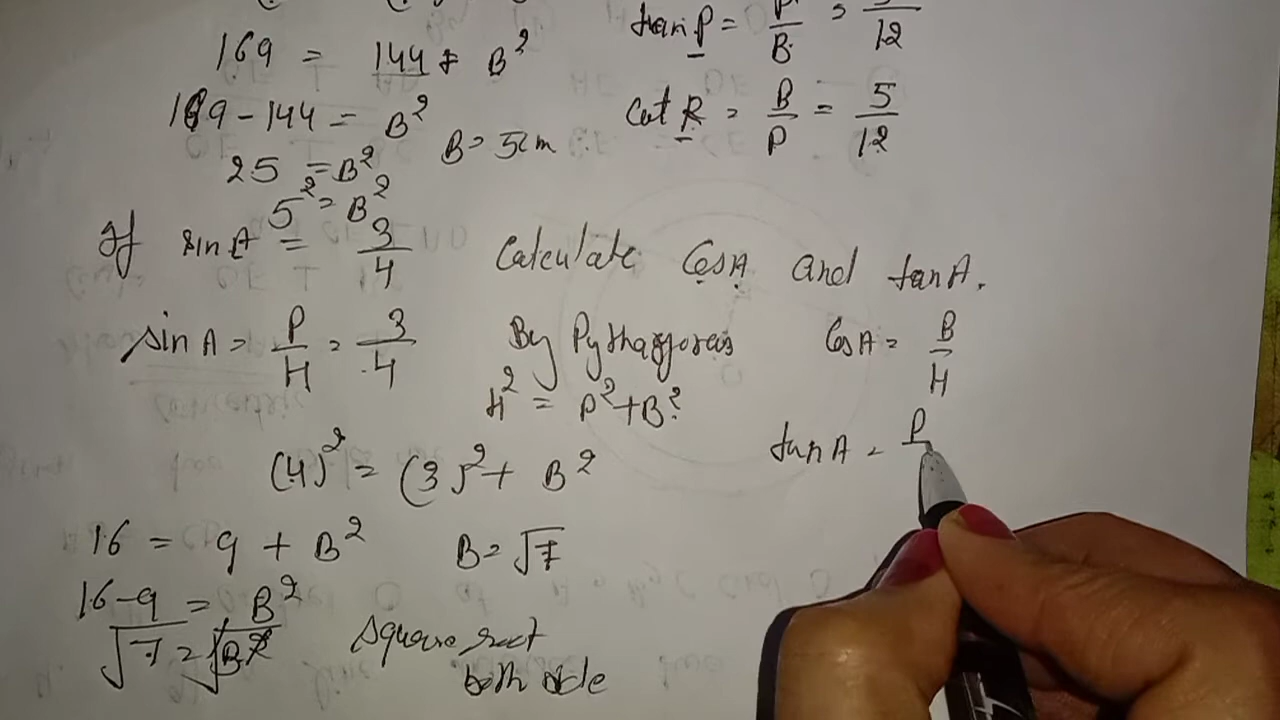 169 = 144 + B²
tan P = P/B = 5/12
169 - 144 = B²
Cot R = B/P = 5/12
25 = B²
B = 5cm
5² = B²
If sin A = 3/4 Calculate CosA and tanA.
sin A = P/H = 3/4
By Pythagoreus
CosA = B/H
H² = P² + B²
tanA = P
(4)² = (3)² + B²
16 = 9 + B²
B = √7
16 - 9 = B²
√7 = √B²
square root
both side